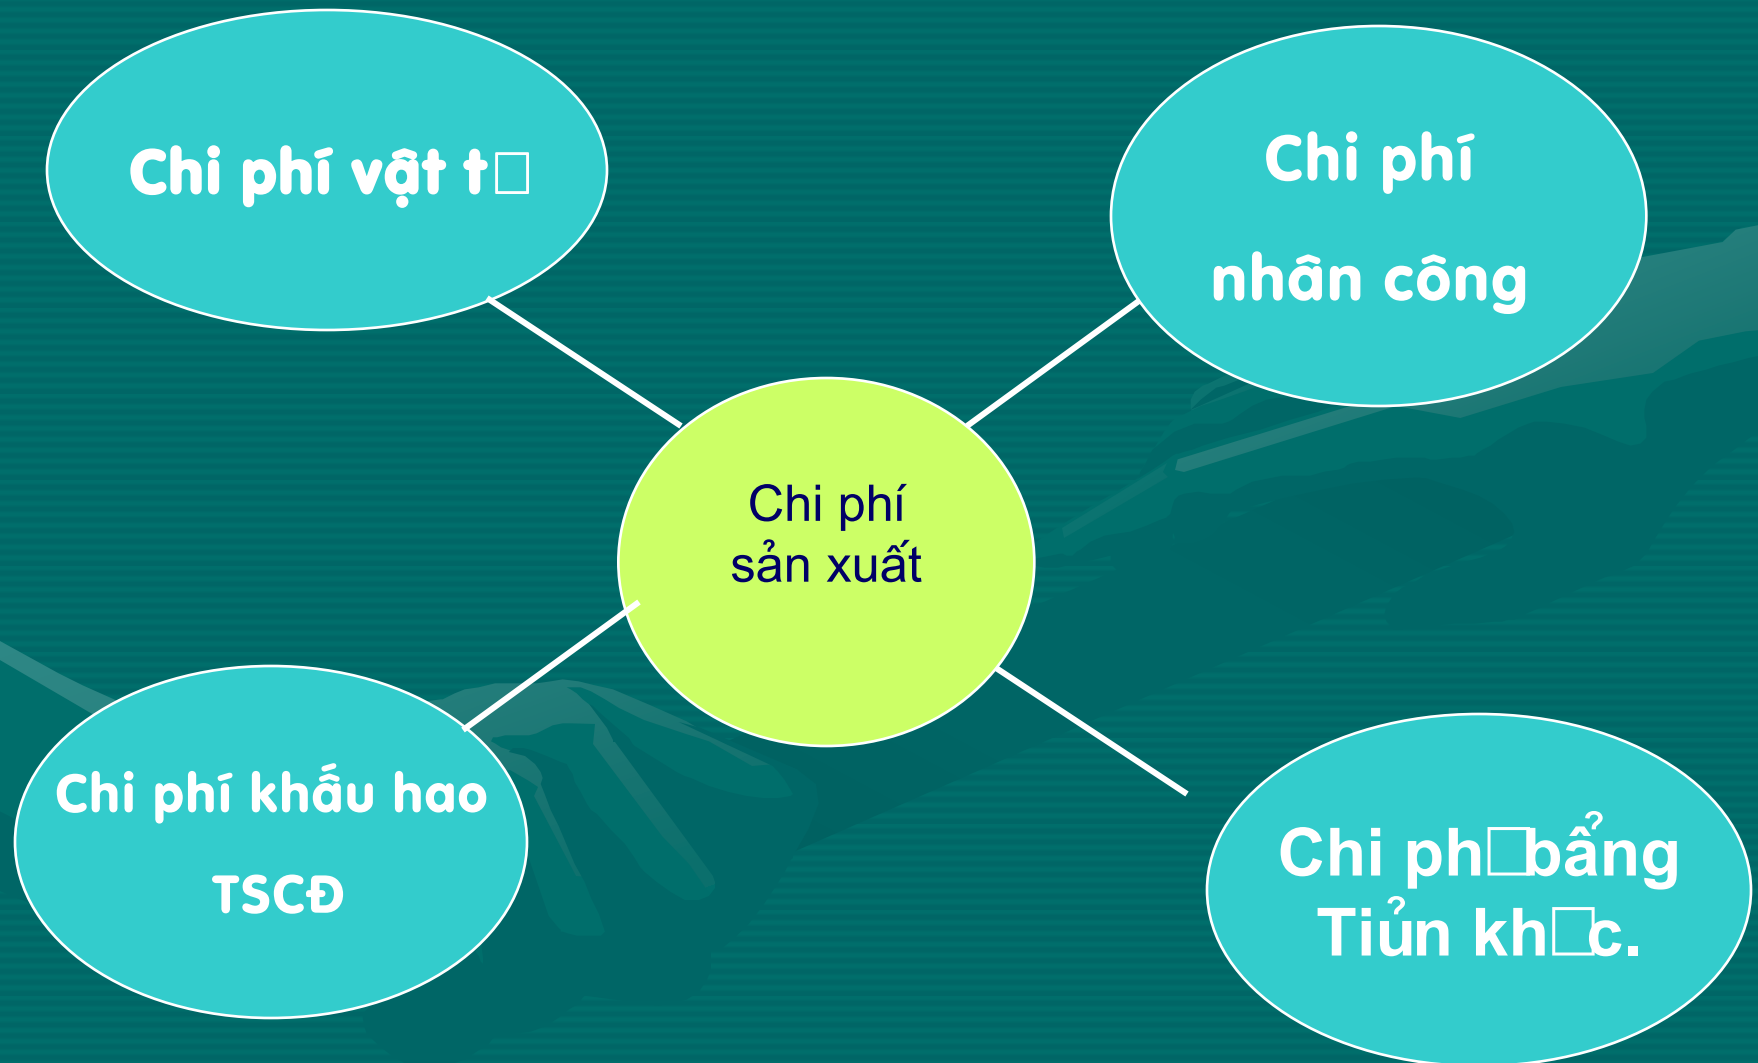 Chi phí vật t□
Chi phí
nhân công
Chi phí
sản xuất
Chi phí khấu hao
TSCĐ
Chi ph□bẩng
Tiủn kh□c.